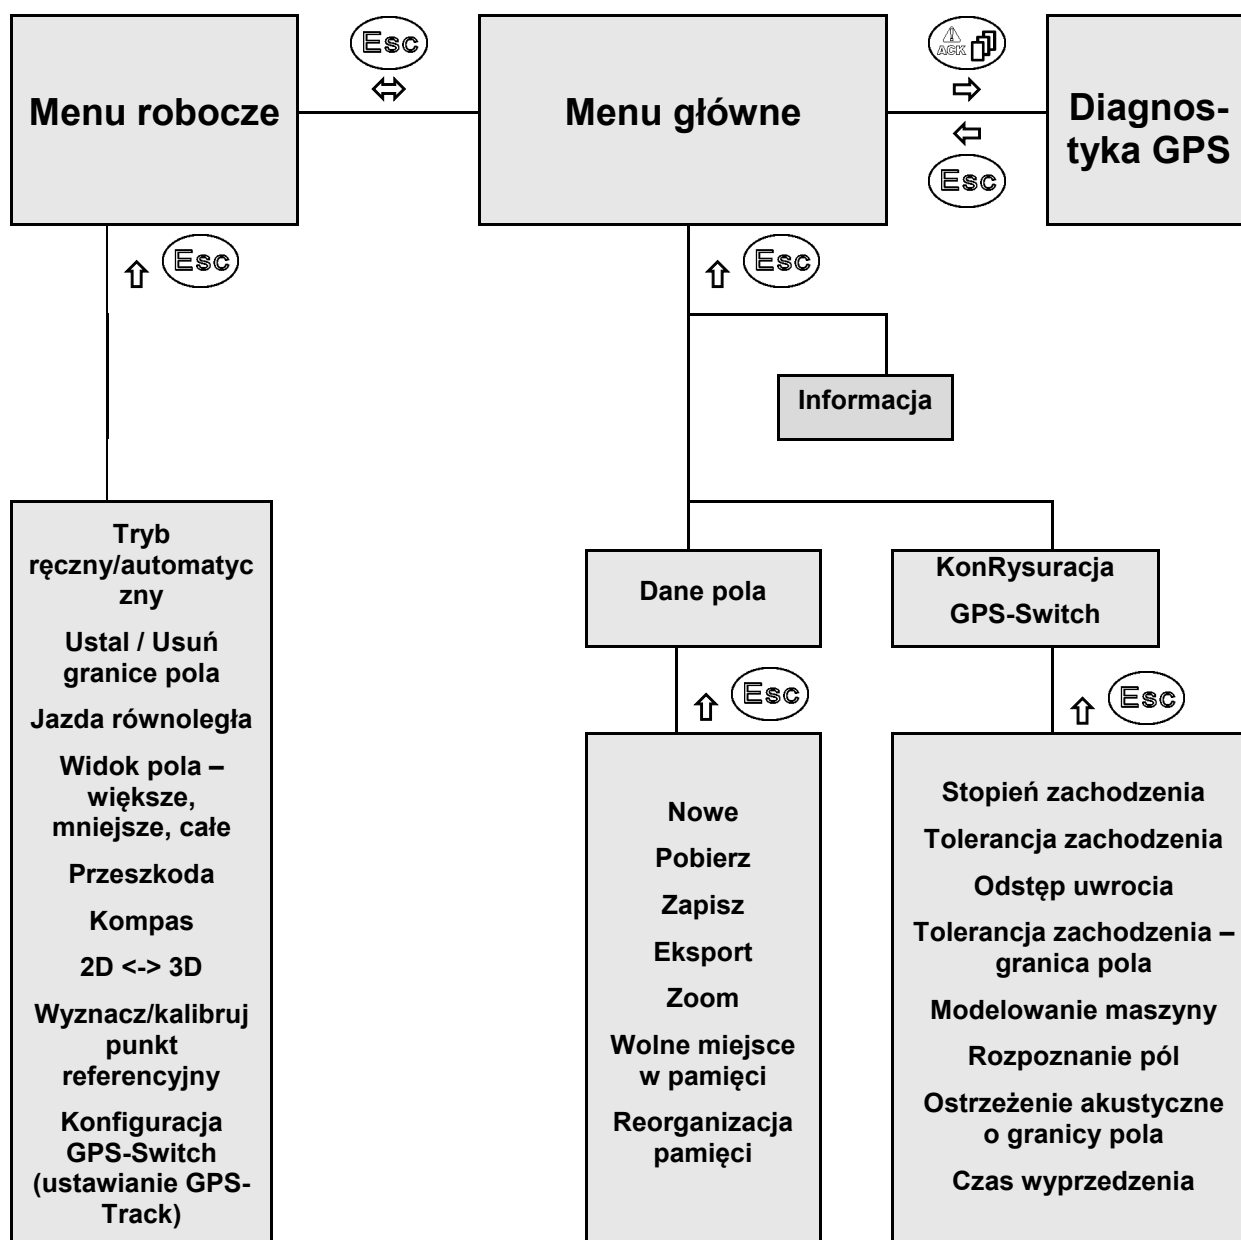 Esc
ACK
Menu robocze
Menu główne
Diagnos-
tyka GPS
Esc
Esc
Esc
Informacja
Tryb
ręczny/automatyc
zny
Ustal / Usuń
granice pola
Jazda równoległa
Widok pola –
większe,
mniejsze, całe
Przeszkoda
Kompas
2D <-> 3D
Wyznacz/kalibruj
punkt
referencyjny
Konfiguracja
GPS-Switch
(ustawianie GPS-
Track)
Dane pola
Esc
Nowe
Pobierz
Zapisz
Eksport
Zoom
Wolne miejsce
w pamięci
Reorganizacja
pamięci
KonRysuracja
GPS-Switch
Esc
Stopień zachodzenia
Tolerancja zachodzenia
Odstęp uwrocia
Tolerancja zachodzenia –
granica pola
Modelowanie maszyny
Rozpoznanie pól
Ostrzeżenie akustyczne
o granicy pola
Czas wyprzedzenia